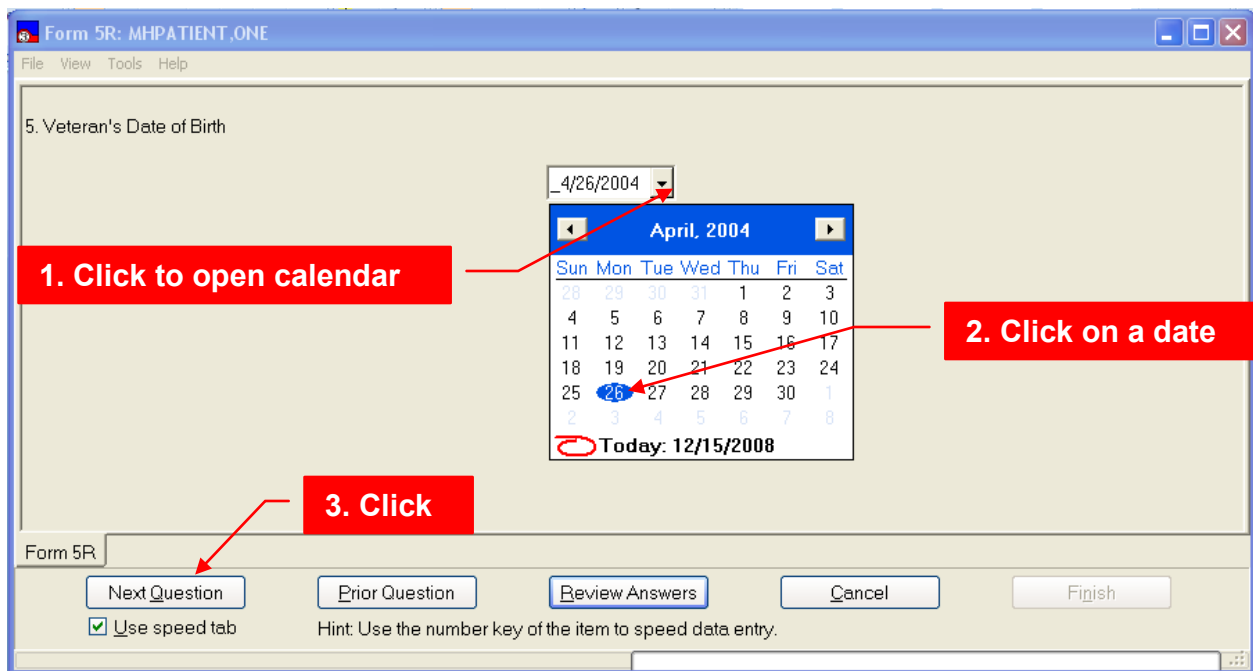 Form 5R: MHPATIENT,ONE
File View Tools Help
5. Veteran's Date of Birth
_4/26/2004
April, 2004
1. Click to open calendar
Sun Mon Tue Wed Thu Fri Sat
28 29 30 31 1 2 3
4 5 6 7 8 9 10
2. Click on a date
11 12 13 14 15 16 17
18 19 20 21 22 23 24
25 26 27 28 29 30 1
2 3 4 5 6 7 8
Today: 12/15/2008
3. Click
Form 5R
Next Question Prior Question Review Answers Cancel Finish
Use speed tab Hint: Use the number key of the item to speed data entry.